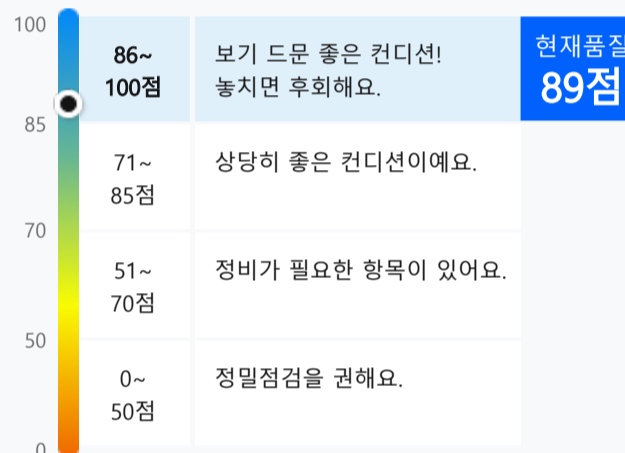 100
86~
100점
보기 드문 좋은 컨디션!
놓치면 후회해요.
현재품질
89점
85
71~
85점
상당히 좋은 컨디션이예요.
70
51~
70점
정비가 필요한 항목이 있어요.
50
0~
50점
정밀점검을 권해요.
0